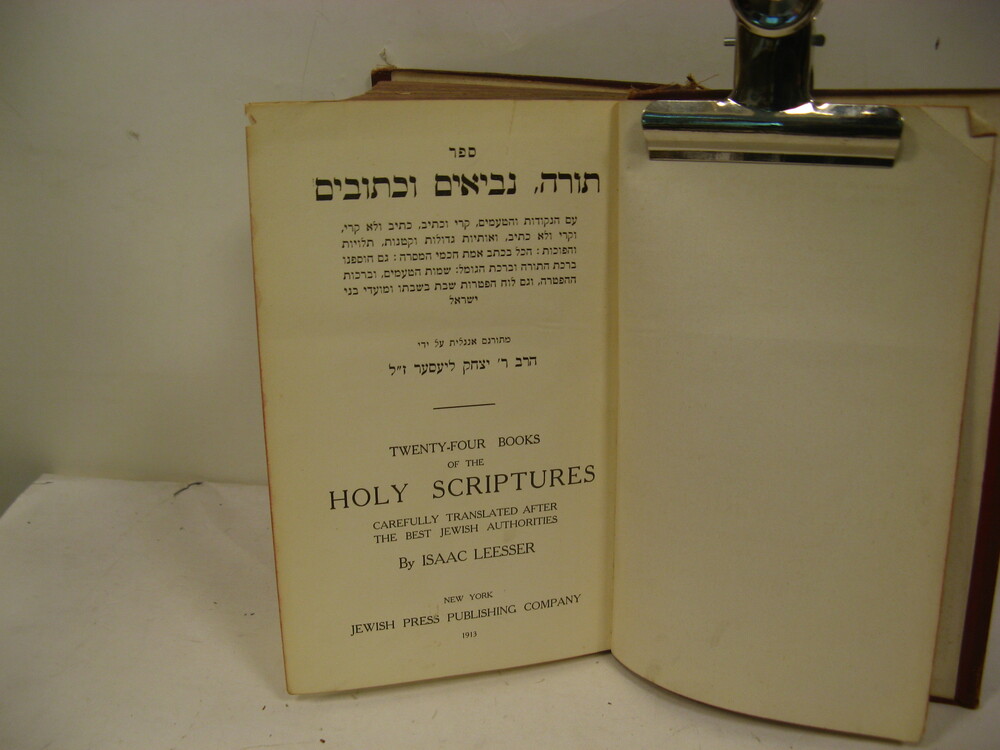 ספר
תורה, נביאים וכתובים
עם הנקודות והטעמים, קרי וכתיב, כתיב ולא קרי,
וקרי ולא כתיב, ואותיות גדולות וקטנות, תלויות
והפוכות : הכל ככתב אמת חכמי המסרה : גם הוספנו
ברכת התורה וברכת הגומל: שמות הטעמים, וברכות
ההפטרה, וגם לוח הפטרות שבת בשבתו ומועדי בני
ישראל
מתורגם אנגלית על ידי
הרב ר׳ יצחק ליעסער ז״ל
TWENTY-FOUR BOOKS
OF THE
HOLY SCRIPTURES
CAREFULLY TRANSLATED AFTER
THE BEST JEWISH AUTHORITIES
By ISAAC LEESSER
NEW YORK
JEWISH PRESS PUBLISHING COMPANY
1913